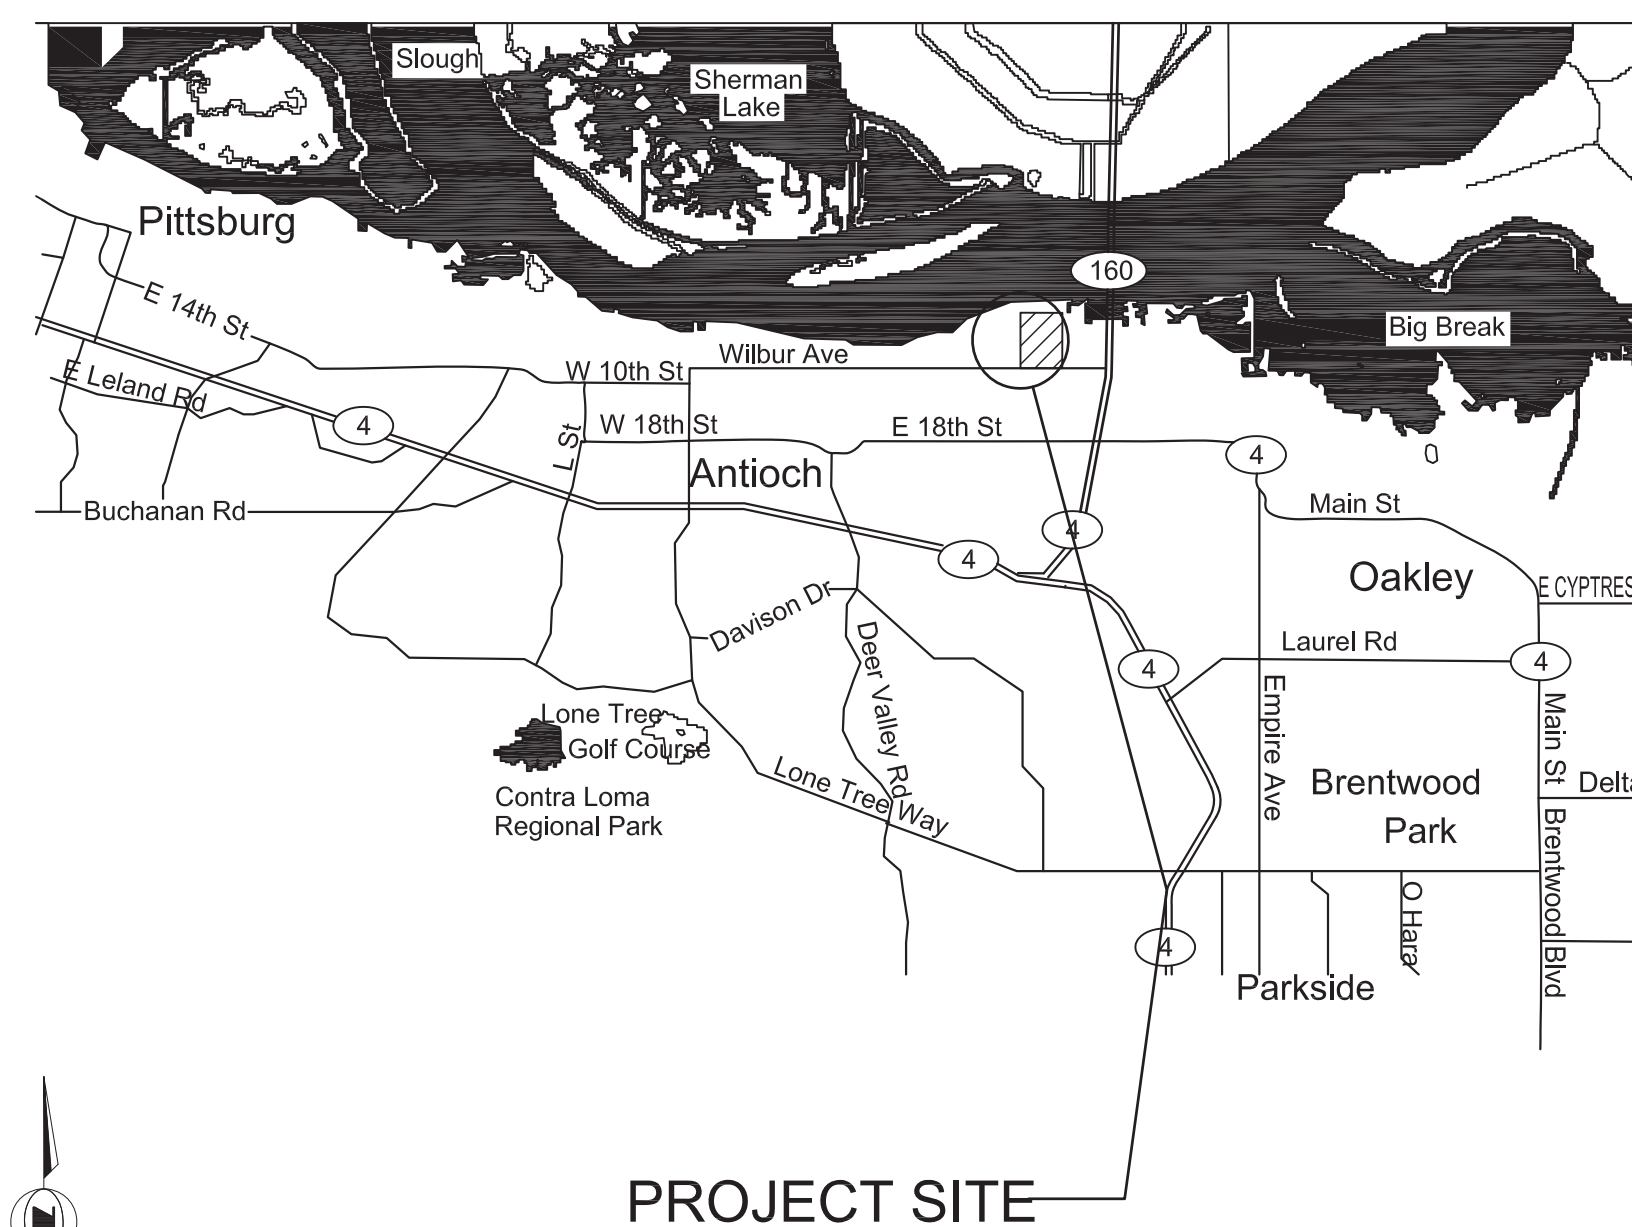 Slough
Sherman
Lake
Pittsburg
160
E 14th St
Big Break
Wilbur Ave
W 10th St
E Leland Rd
4
L St
W 18th St
E 18th St
4
Antioch
Buchanan Rd
Main St
4
4
Oakley
E CYPTRES
Davison Dr
Deer Valley Rd
Laurel Rd
4
4
Empire Ave
Main St
Lone Tree
Golf Course
Lone Tree Way
Brentwood
Park
Delta
Contra Loma
Regional Park
Brentwood Blvd
O Hara
4
Parkside
PROJECT SITE